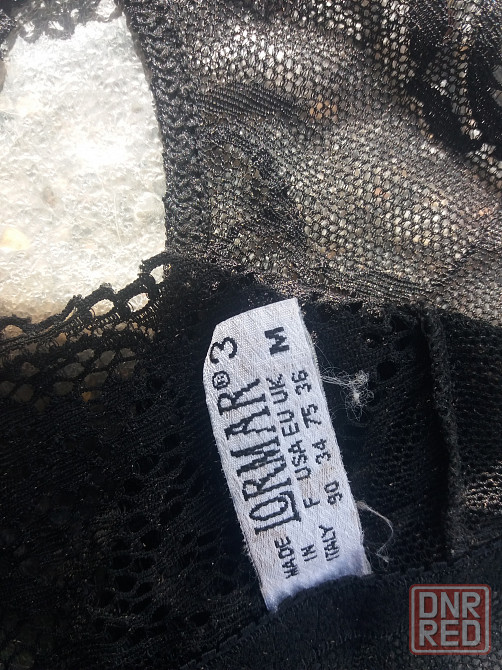 LORMAR® 3
MADE
IN
ITALY
F USA EU UK
90 34 75 36
M
DNR
RED